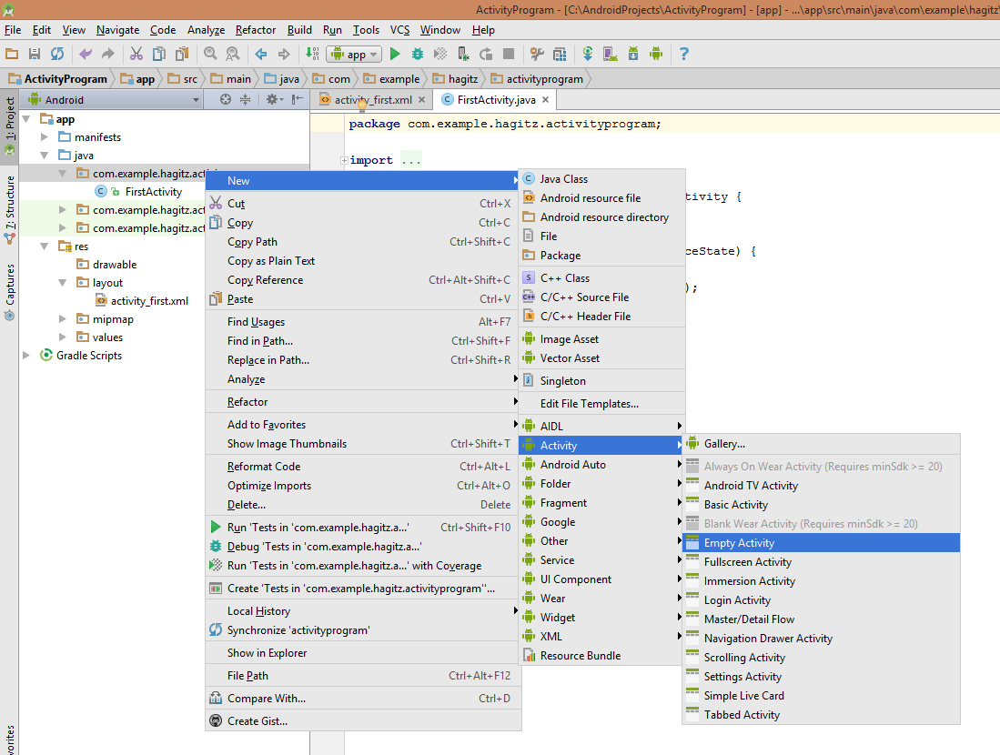 ActivityProgram - [C:\AndroidProjects\ActivityProgram] - [app] - ...\app\src\main\java\com\example\hagitz\
File Edit View Navigate Code Analyze Refactor Build Run Tools VCS Window Help
app
ActivityProgram app src main java com example hagitz activityprogram
Android
activity_first.xml
FirstActivity.java
1: Project
7: Structure
Captures
app
manifests
java
com.example.hagitz.acti
FirstActivity
com.example.hagitz.act
com.example.hagitz.act
res
drawable
layout
activity_first.xml
mipmap
values
Gradle Scripts
package com.example.hagitz.activityprogram;
import ...
tivity {
ceState) {
);
New
Cut Ctrl+X
Copy Ctrl+C
Copy Path Ctrl+Shift+C
Copy as Plain Text
Copy Reference Ctrl+Alt+Shift+C
Paste Ctrl+V
Find Usages Alt+F7
Find in Path... Ctrl+Shift+F
Replace in Path... Ctrl+Shift+R
Analyze
Refactor
Add to Favorites
Show Image Thumbnails Ctrl+Shift+T
Reformat Code Ctrl+Alt+L
Optimize Imports Ctrl+Alt+O
Delete... Delete
Run 'Tests in 'com.example.hagitz.a...' Ctrl+Shift+F10
Debug 'Tests in 'com.example.hagitz.a...'
Run 'Tests in 'com.example.hagitz.a...' with Coverage
Create 'Tests in 'com.example.hagitz.activityprogram''...
Local History
Synchronize 'activityprogram'
Show in Explorer
File Path Ctrl+Alt+F12
Compare With... Ctrl+D
Create Gist...
Java Class
Android resource file
Android resource directory
File
Package
C++ Class
C/C++ Source File
C/C++ Header File
Image Asset
Vector Asset
Singleton
Edit File Templates...
AIDL
Activity
Android Auto
Folder
Fragment
Google
Other
Service
UI Component
Wear
Widget
XML
Resource Bundle
Gallery...
Always On Wear Activity (Requires minSdk >= 20)
Android TV Activity
Basic Activity
Blank Wear Activity (Requires minSdk >= 20)
Empty Activity
Fullscreen Activity
Immersion Activity
Login Activity
Master/Detail Flow
Navigation Drawer Activity
Scrolling Activity
Settings Activity
Simple Live Card
Tabbed Activity